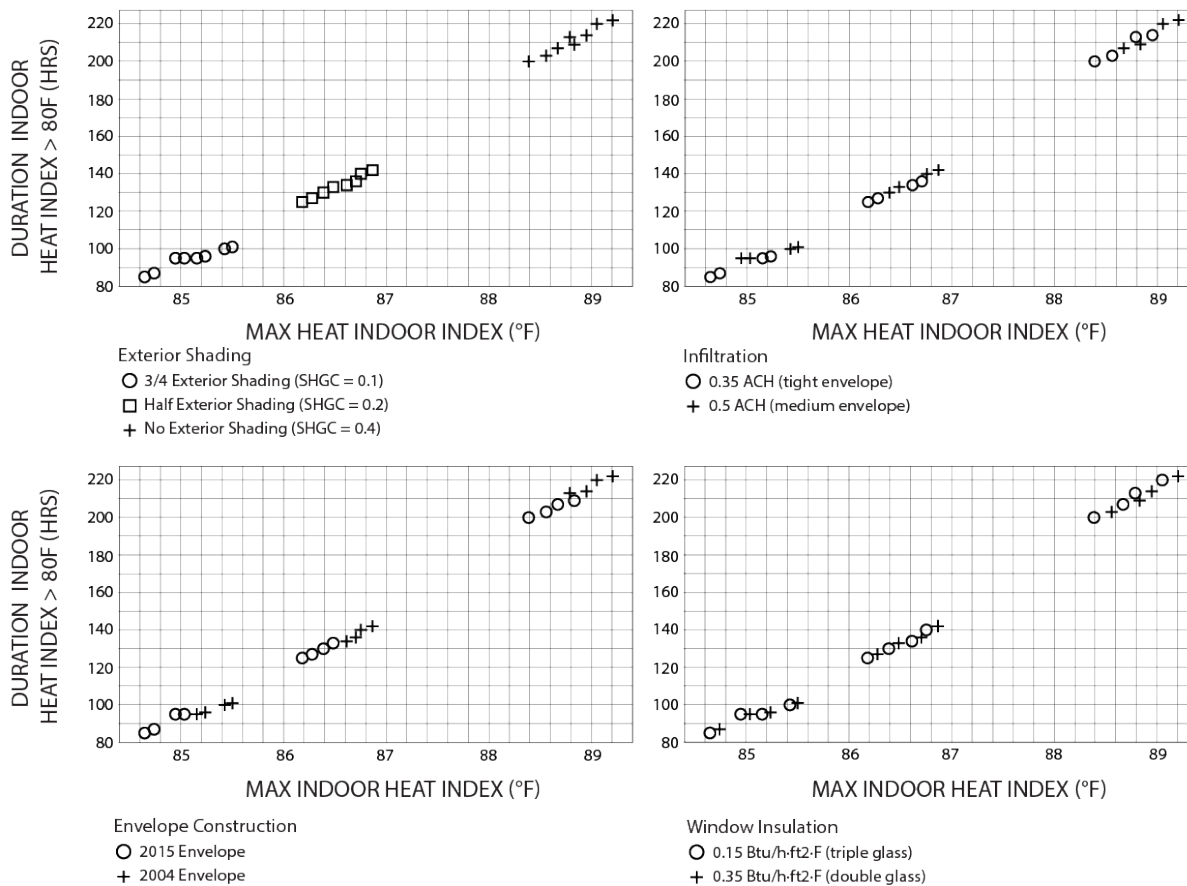 DURATION INDOOR
HEAT INDEX > 80F (HRS)
220
200
180
160
140
120
100
80
85
86
87
88
89
MAX HEAT INDOOR INDEX (°F)
Exterior Shading
3/4 Exterior Shading (SHGC = 0.1)
Half Exterior Shading (SHGC = 0.2)
No Exterior Shading (SHGC = 0.4)
220
200
180
160
140
120
100
80
85
86
87
88
89
MAX HEAT INDOOR INDEX (°F)
Infiltration
0.35 ACH (tight envelope)
0.5 ACH (medium envelope)
DURATION INDOOR
HEAT INDEX > 80F (HRS)
220
200
180
160
140
120
100
80
85
86
87
88
89
MAX INDOOR HEAT INDEX (°F)
Envelope Construction
2015 Envelope
2004 Envelope
220
200
180
160
140
120
100
80
85
86
87
88
89
MAX INDOOR HEAT INDEX (°F)
Window Insulation
0.15 Btu/h·ft2·F (triple glass)
0.35 Btu/h·ft2·F (double glass)